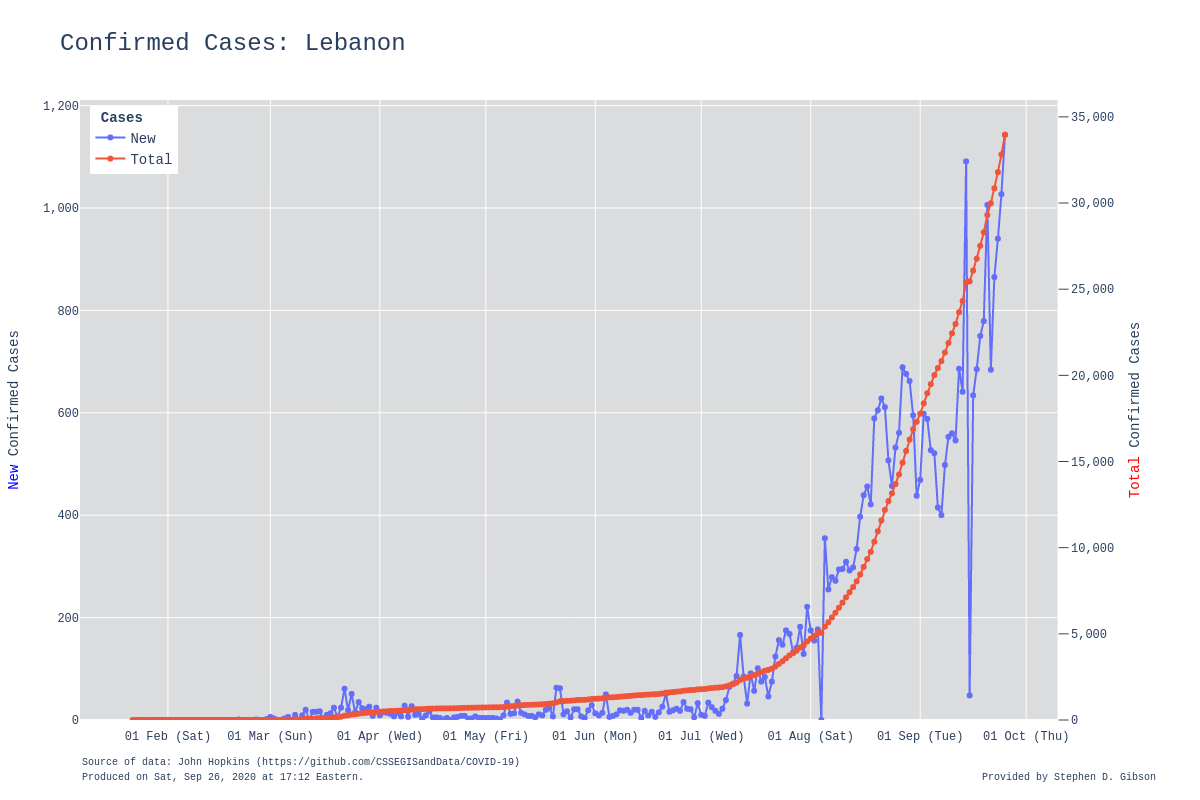 Confirmed Cases: Lebanon
Cases
New
Total
1,200
1,000
800
600
400
200
0
35,000
30,000
25,000
20,000
15,000
10,000
5,000
0
New Confirmed Cases
Total Confirmed Cases
01 Feb (Sat) 01 Mar (Sun) 01 Apr (Wed) 01 May (Fri) 01 Jun (Mon) 01 Jul (Wed) 01 Aug (Sat) 01 Sep (Tue) 01 Oct (Thu)
Source of data: John Hopkins (https://github.com/CSSEGISandData/COVID-19)
Produced on Sat, Sep 26, 2020 at 17:12 Eastern.
Provided by Stephen D. Gibson